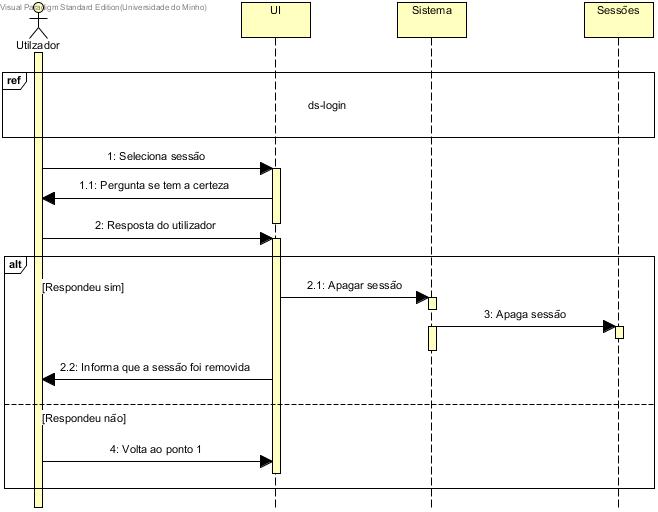 Visual Paradigm Standard Edition(Universidade do Minho)
UI
Sistema
Sessões
Utilzador
ref
ds-login
1: Seleciona sessão
1.1: Pergunta se tem a certeza
2: Resposta do utilizador
alt
[Respondeu sim]
2.1: Apagar sessão
3: Apaga sessão
2.2: Informa que a sessão foi removida
[Respondeu não]
4: Volta ao ponto 1